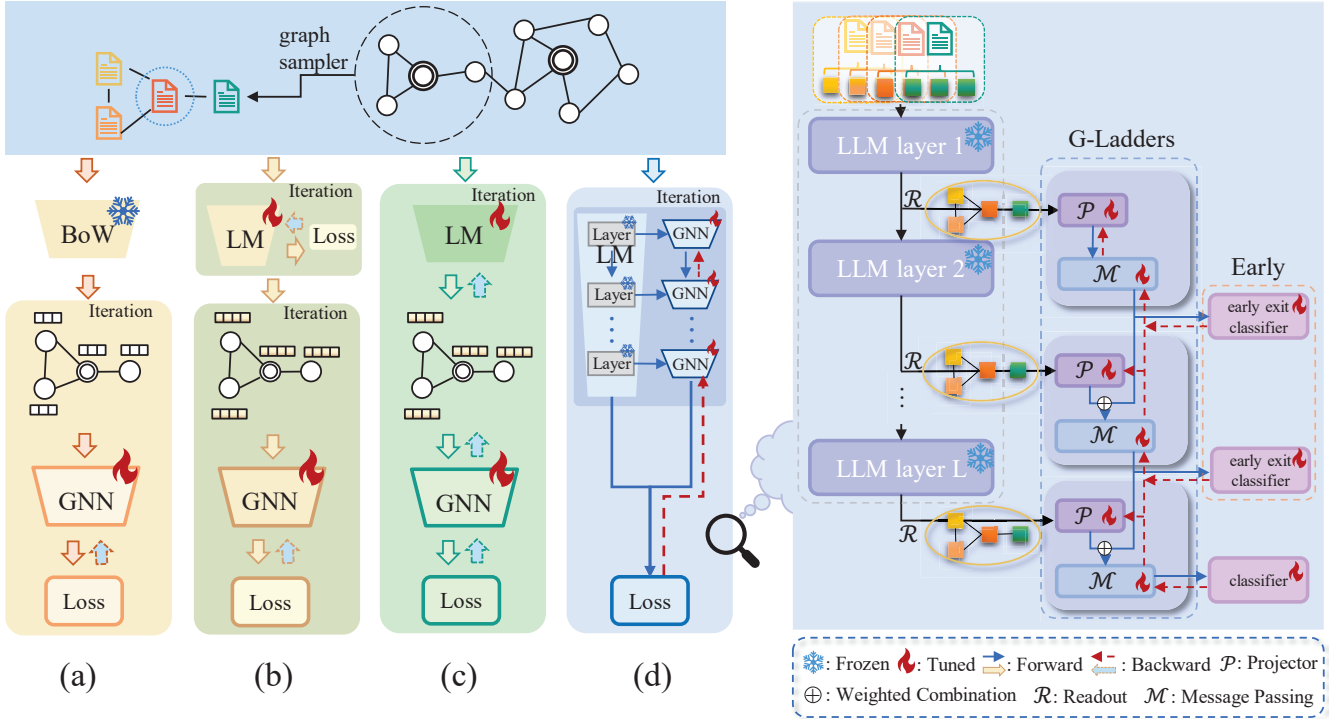 graph
sampler
BoW
Iteration
GNN
Loss
(a)
Iteration
LM
Loss
Iteration
GNN
Loss
(b)
Iteration
LM
GNN
Loss
(c)
Iteration
Layer
GNN
LM
Layer
GNN
Layer
GNN
Loss
(d)
LLM layer 1
G-Ladders
R
P
M
LLM layer 2
Early
early exit
classifier
R
P
M
LLM layer L
early exit
classifier
R
P
M
classifier
: Frozen : Tuned : Forward : Backward P: Projector
⊕: Weighted Combination R: Readout M: Message Passing